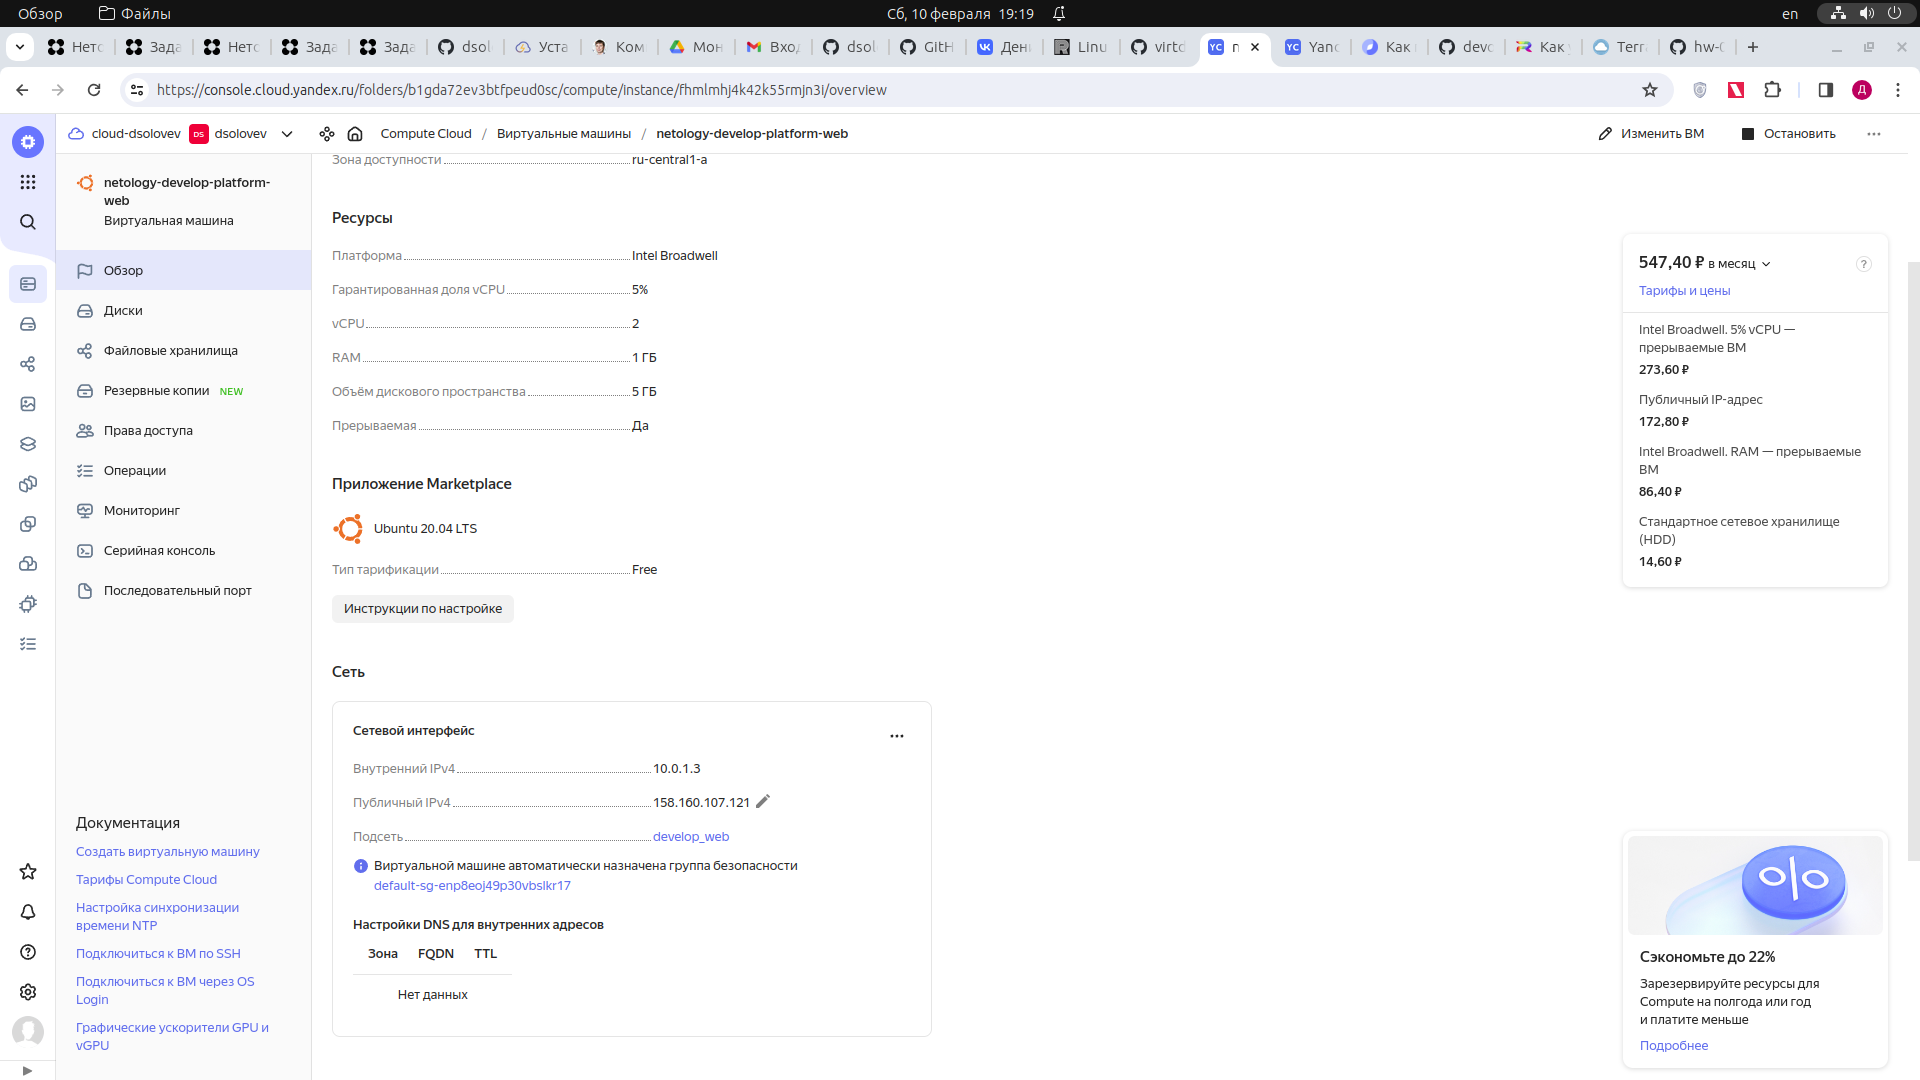 Обзор
Файлы
Сб, 10 февраля 19:19
en
Нетс
Зада
Нетс
Зада
Зада
dsol
Уста
Ком
Мон
Вход
dsol
GitH
Ден
Linu
virtd
n
Yanc
Как
devc
Как у
Terr
hw-0
https://console.cloud.yandex.ru/folders/b1gda72ev3btfpeud0sc/compute/instance/fhmlmhj4k42k55rmjn3i/overview
Д
cloud-dsolovev
DS
dsolovev
Compute Cloud / Виртуальные машины / netology-develop-platform-web
Изменить ВМ
Остановить
netology-develop-platform-
web
Виртуальная машина
Обзор
Диски
Файловые хранилища
Резервные копии NEW
Права доступа
Операции
Мониторинг
Серийная консоль
Последовательный порт
Документация
Создать виртуальную машину
Тарифы Compute Cloud
Настройка синхронизации
времени NTP
Подключиться к ВМ по SSH
Подключиться к ВМ через OS
Login
Графические ускорители GPU и
vGPU
Зона доступности ru-central1-a
Ресурсы
Платформа Intel Broadwell
Гарантированная доля vCPU 5%
vCPU 2
RAM 1 ГБ
Объём дискового пространства 5 ГБ
Прерываемая Да
Приложение Marketplace
Ubuntu 20.04 LTS
Тип тарификации Free
Инструкции по настройке
Сеть
Сетевой интерфейс
Внутренний IPv4 10.0.1.3
Публичный IPv4 158.160.107.121
Подсеть develop_web
Виртуальной машине автоматически назначена группа безопасности
default-sg-enp8eoj49p30vbslkr17
Настройки DNS для внутренних адресов
Зона FQDN TTL
Нет данных
547,40 ₽ в месяц
Тарифы и цены
Intel Broadwell. 5% vCPU —
прерываемые ВМ
273,60 ₽
Публичный IP-адрес
172,80 ₽
Intel Broadwell. RAM — прерываемые
ВМ
86,40 ₽
Стандартное сетевое хранилище
(HDD)
14,60 ₽
%
Сэкономьте до 22%
Зарезервируйте ресурсы для
Compute на полгода или год
и платите меньше
Подробнее